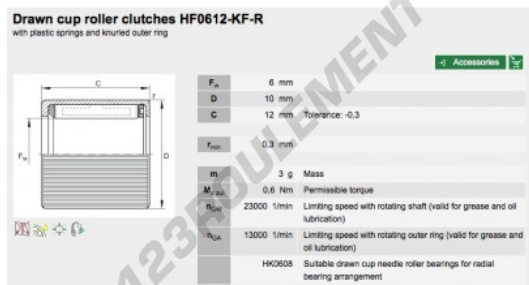 Drawn cup roller clutches HF0612-KF-R
with plastic springs and knurled outer ring
Accessories
C
r
Fw
D
Fw 6 mm
D 10 mm
C 12 mm Tolerance: -0,3
rmin 0,3 mm
m 3 g Mass
0,6 Nm Permissible torque
nGW 23000 1/min Limiting speed with rotating shaft (valid for grease and oil
lubrication)
nGA 13000 1/min Limiting speed with rotating outer ring (valid for grease and
oil lubrication)
HK0608 Suitable drawn cup needle roller bearings for radial
bearing arrangement
123ROULEMENT